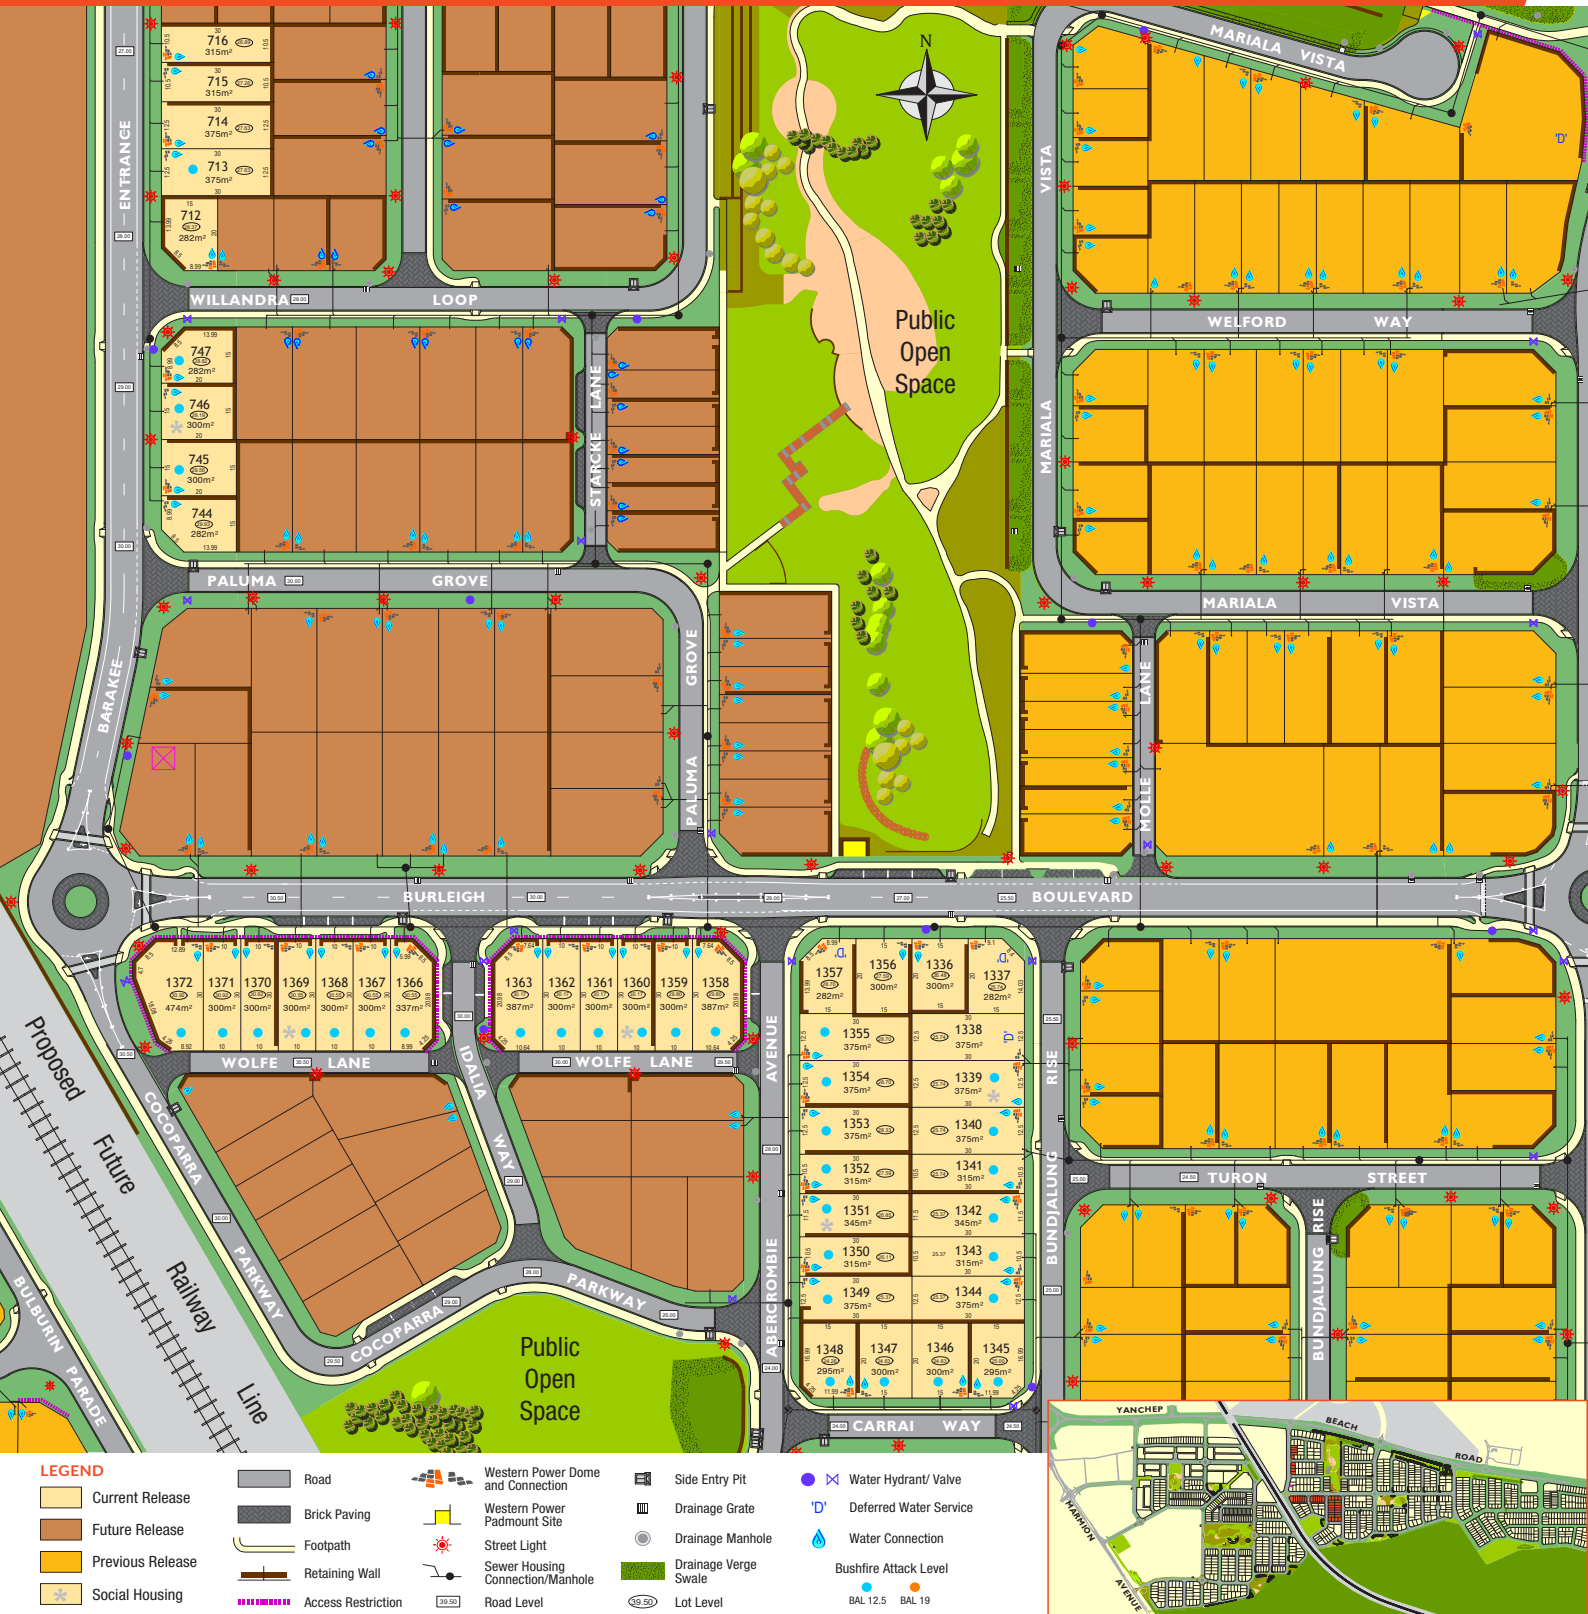 716
315m²
715
315m²
714
375m²
713
375m²
712
282m²
ENTRANCE
MARIALA VISTA
N
VISTA
'D'
WILLANDRA
LOOP
WELFORD
WAY
Public
Open
Space
747
282m²
746
300m²
745
300m²
744
282m²
STARCKE
LANE
MARIALA
PALUMA
GROVE
MARIALA
VISTA
BARAKEE
GROVE
PALUMA
LANE
MOLLE
BURLEIGH
BOULEVARD
1372
474m²
1371
300m²
1370
300m²
1369
300m²
1368
300m²
1367
300m²
1366
337m²
1363
387m²
1362
300m²
1361
300m²
1360
300m²
1359
300m²
1358
387m²
1357
282m²
1356
300m²
1336
300m²
1337
282m²
'D'
'D'
'D'
1355
375m²
1338
375m²
1354
375m²
1339
375m²
1353
375m²
1340
375m²
1352
315m²
1341
315m²
1351
345m²
1342
345m²
1350
315m²
1343
315m²
1349
375m²
1344
375m²
1348
295m²
1347
300m²
1346
300m²
1345
295m²
WOLFE
LANE
WOLFE LANE
IDALIA
WAY
AVENUE
ABERCROMBIE
RISE
BUNDJALUNG
TURON
STREET
RISE
BUNDJALUNG
COCOPARRA
PARKWAY
COCOPARRA
PARKWAY
CARRAI
WAY
Proposed
Future
Railway
Line
BULBURIN
PARADE
Public
Open
Space
YANCHEP
BEACH
ROAD
MARMION
AVENUE
LEGEND
Current Release
Future Release
Previous Release
Social Housing
Road
Brick Paving
Footpath
Retaining Wall
Access Restriction
Western Power Dome
and Connection
Western Power
Padmount Site
Street Light
Sewer Housing
Connection/Manhole
39.50
Road Level
Side Entry Pit
Drainage Grate
Drainage Manhole
Drainage Verge
Swale
39.50
Lot Level
Water Hydrant/ Valve
'D'
Deferred Water Service
Water Connection
Bushfire Attack Level
BAL 12.5
BAL 19